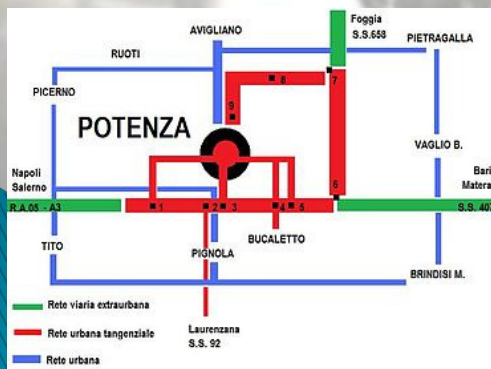 Foggia
S.S.658
AVIGLIANO
PIETRAGALLA
RUOTI
8
7
PICERNO
9
POTENZA
VAGLIO B.
Napoli
Salerno
Bari
Matera
6
R.A.05 - A3
1
2
3
4
5
S.S. 407
TITO
PIGNOLA
BUCALETTO
BRINDISI M.
Rete viaria extraurbana
Rete urbana tangenziale
Laurenzana
S.S. 92
Rete urbana